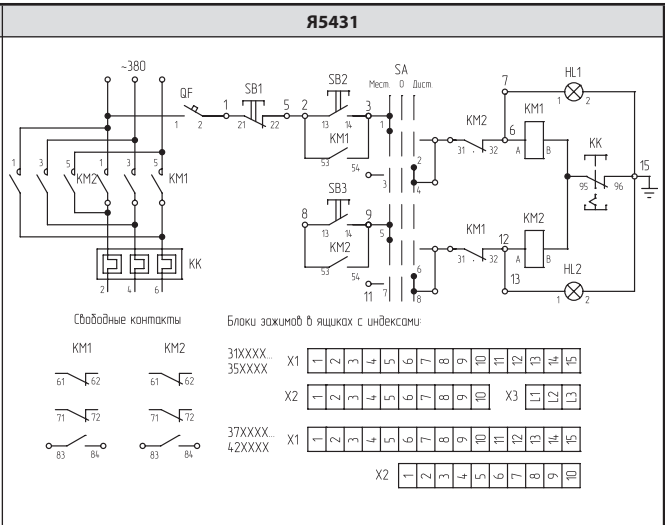 Я5431
~380
QF
1 2
1
SB1
21 22
5
2
SB2
13 14
3
KM1
53 54
SA
Мест. О Дист.
1
2
3
4
KM2
31 32
7
6
HL1
1 2
KM1
A B
KK
95 96
15
1 3 5 1 3 5
KM2 KM1
KK
2 4 6
8
SB3
13 14
9
KM2
53 54
11
5
6
7
8
KM1
31 32
12
13
KM2
A B
HL2
1 2
Свободные контакты
KM1 KM2
61 62 61 62
71 72 71 72
83 84 83 84
Блоки зажимов в ящиках с индексами:
31XXXX...
35XXXX
X1 1 2 3 4 5 6 7 8 9 10 11 12 13 14 15
X2 1 2 3 4 5 6 7 8 9 10 X3 L1 L2 L3
37XXXX...
42XXXX
X1 1 2 3 4 5 6 7 8 9 10 11 12 13 14 15
X2 1 2 3 4 5 6 7 8 9 10